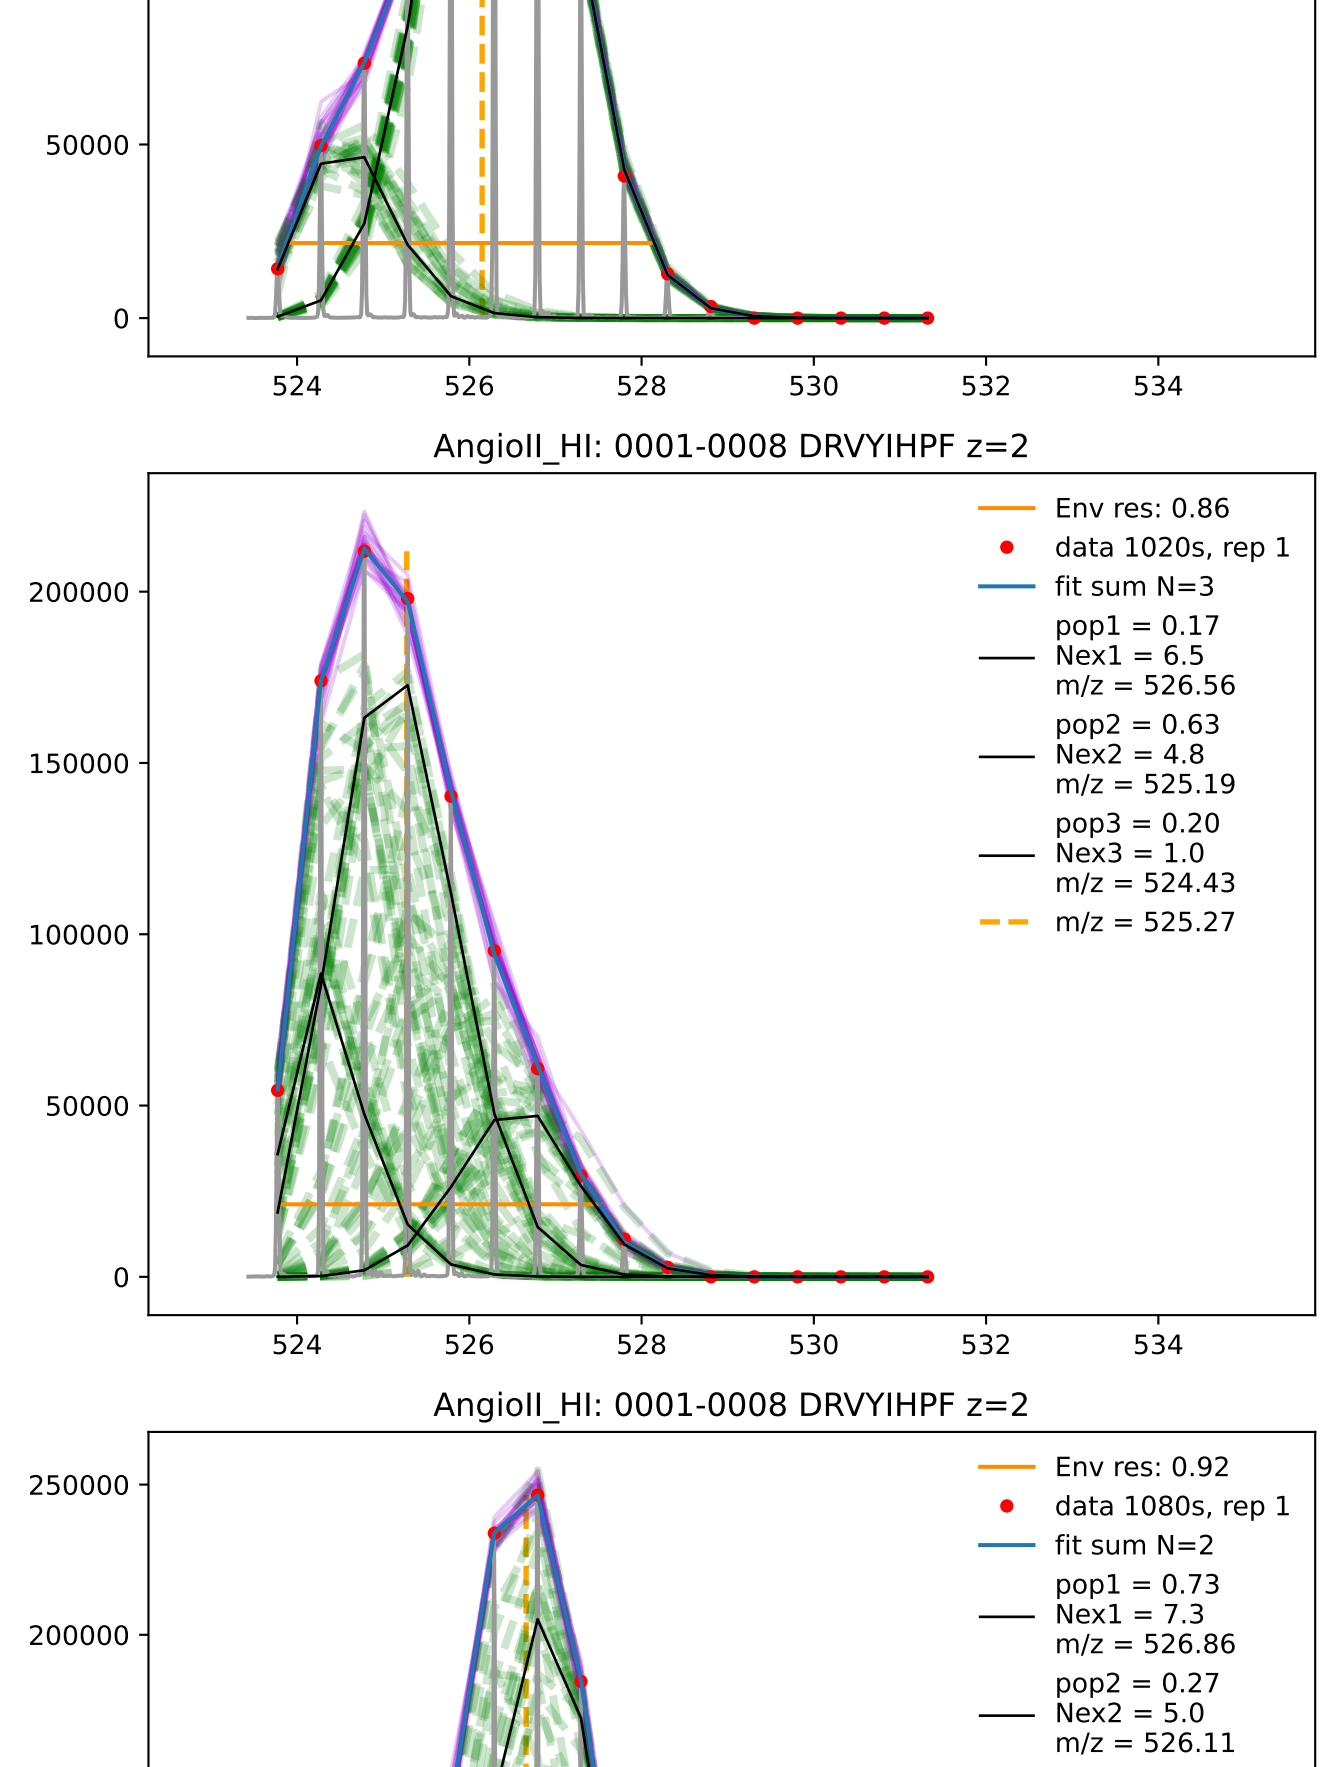 50000
0
524 526 528 530 532 534
AngioII_HI: 0001-0008 DRVYIHPF z=2
Env res: 0.86
data 1020s, rep 1
fit sum N=3
pop1 = 0.17
Nex1 = 6.5
m/z = 526.56
pop2 = 0.63
Nex2 = 4.8
m/z = 525.19
pop3 = 0.20
Nex3 = 1.0
m/z = 524.43
m/z = 525.27
200000
150000
100000
50000
0
524 526 528 530 532 534
AngioII_HI: 0001-0008 DRVYIHPF z=2
Env res: 0.92
data 1080s, rep 1
fit sum N=2
pop1 = 0.73
Nex1 = 7.3
m/z = 526.86
pop2 = 0.27
Nex2 = 5.0
m/z = 526.11
250000
200000